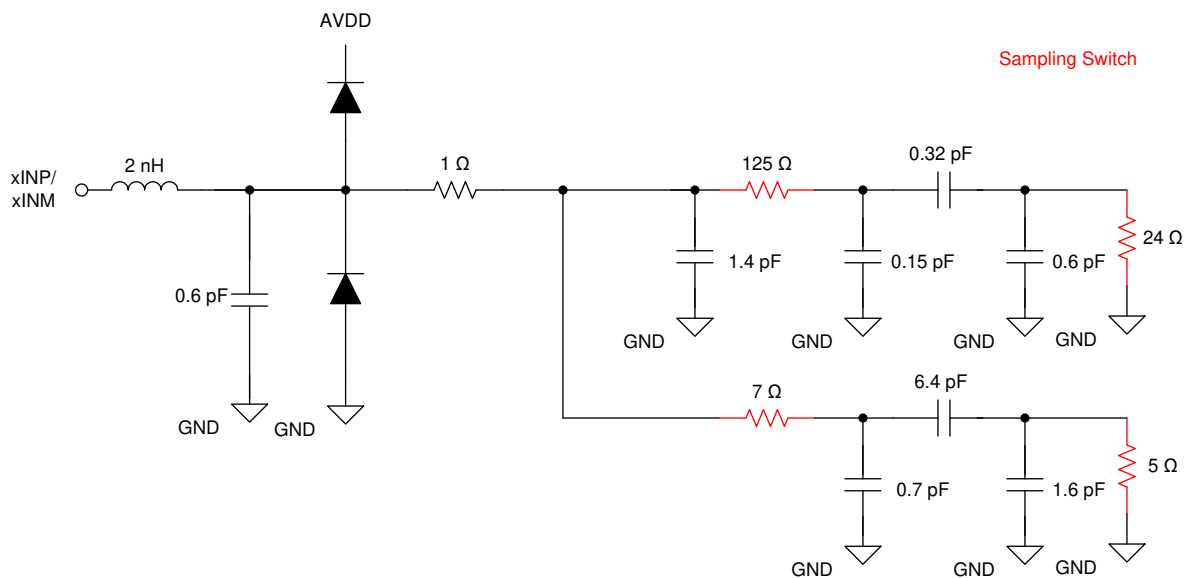 AVDD
Sampling Switch
xINP/
xINM
2 nH
1 Ω
125 Ω
0.32 pF
24 Ω
0.6 pF
1.4 pF
0.15 pF
0.6 pF
GND
GND
GND
GND
7 Ω
6.4 pF
GND
GND
5 Ω
0.7 pF
1.6 pF
GND
GND
GND